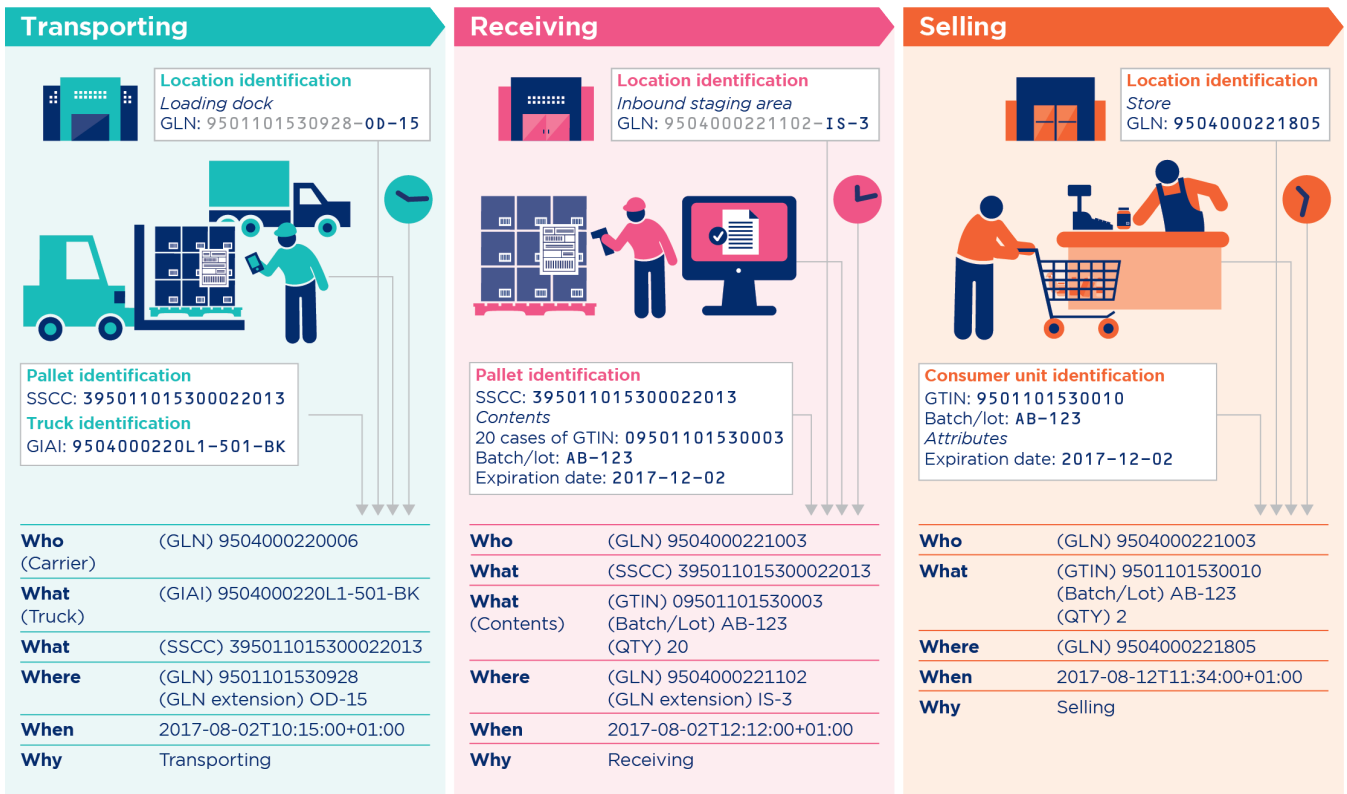 Transporting
Location identification
Loading dock
GLN: 9501101530928-OD-15
Pallet identification
SSCC: 395011015300022013
Truck identification
GIAI: 9504000220L1-501-BK
Who (GLN) 9504000220006
(Carrier)
What (GIAI) 9504000220L1-501-BK
(Truck)
What (SSCC) 395011015300022013
Where (GLN) 9501101530928
(GLN extension) OD-15
When 2017-08-02T10:15:00+01:00
Why Transporting
Receiving
Location identification
Inbound staging area
GLN: 9504000221102-IS-3
Pallet identification
SSCC: 395011015300022013
Contents
20 cases of GTIN: 09501101530003
Batch/lot: AB-123
Expiration date: 2017-12-02
Who (GLN) 9504000221003
What (SSCC) 395011015300022013
What (GTIN) 09501101530003
(Contents) (Batch/Lot) AB-123
(QTY) 20
Where (GLN) 9504000221102
(GLN extension) IS-3
When 2017-08-02T12:12:00+01:00
Why Receiving
Selling
Location identification
Store
GLN: 9504000221805
Consumer unit identification
GTIN: 9501101530010
Batch/lot: AB-123
Attributes
Expiration date: 2017-12-02
Who (GLN) 9504000221003
What (GTIN) 9501101530010
(Batch/Lot) AB-123
(QTY) 2
Where (GLN) 9504000221805
When 2017-08-12T11:34:00+01:00
Why Selling